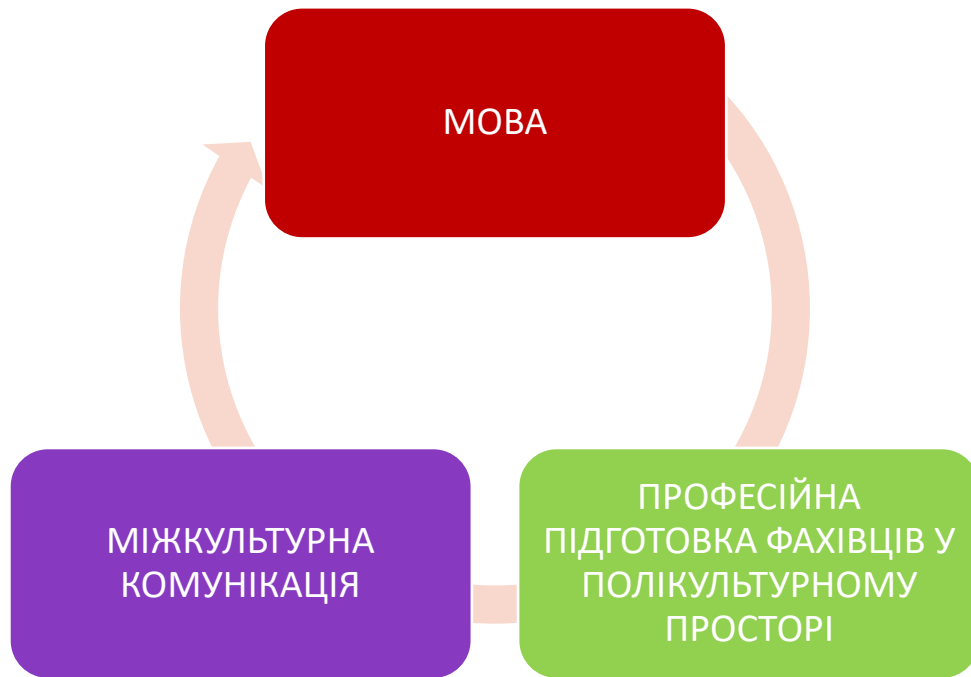 МОВА
МІЖКУЛЬТУРНА
КОМУНІКАЦІЯ
ПРОФЕСІЙНА
ПІДГОТОВКА ФАХІВЦІВ У
ПОЛІКУЛЬТУРНОМУ
ПРОСТОРІ